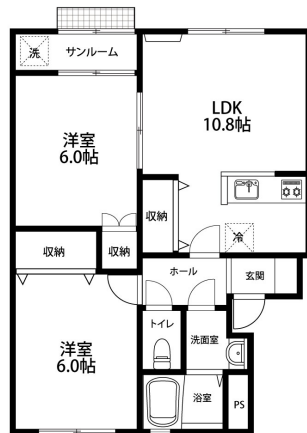 洗
サンルーム
LDK
10.8帖
洋室
6.0帖
収納
冷
収納
収納
ホール
玄関
トイレ
洗面室
洋室
6.0帖
浴室
PS